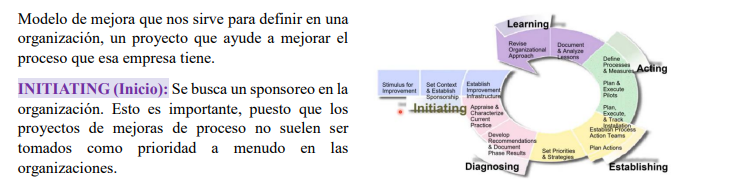 Modelo de mejora que nos sirve para definir en una
organización, un proyecto que ayude a mejorar el
proceso que esa empresa tiene.
INITIATING (Inicio): Se busca un sponsoreo en la
organización. Esto es importante, puesto que los
proyectos de mejoras de proceso no suelen ser
tomados como prioridad a menudo en las
organizaciones.
Learning
Revise
Organizational
Approach
Document
& Analyze
Lessons
Acting
Define
Processes
& Measures
Plan &
Execute
Pilots
Plan,
Execute,
& Track
Installation
Stimulus for
Improvement
Set Context
& Establish
Sponsorship
Establish
Improvement
Infrastructure
Initiating
Appraise &
Characterize
Current
Practice
Develop
Recommendations
& Document
Phase Results
Diagnosing
Set Priorities
& Strategies
Establish Process
Action Teams
Plan Actions
Establishing